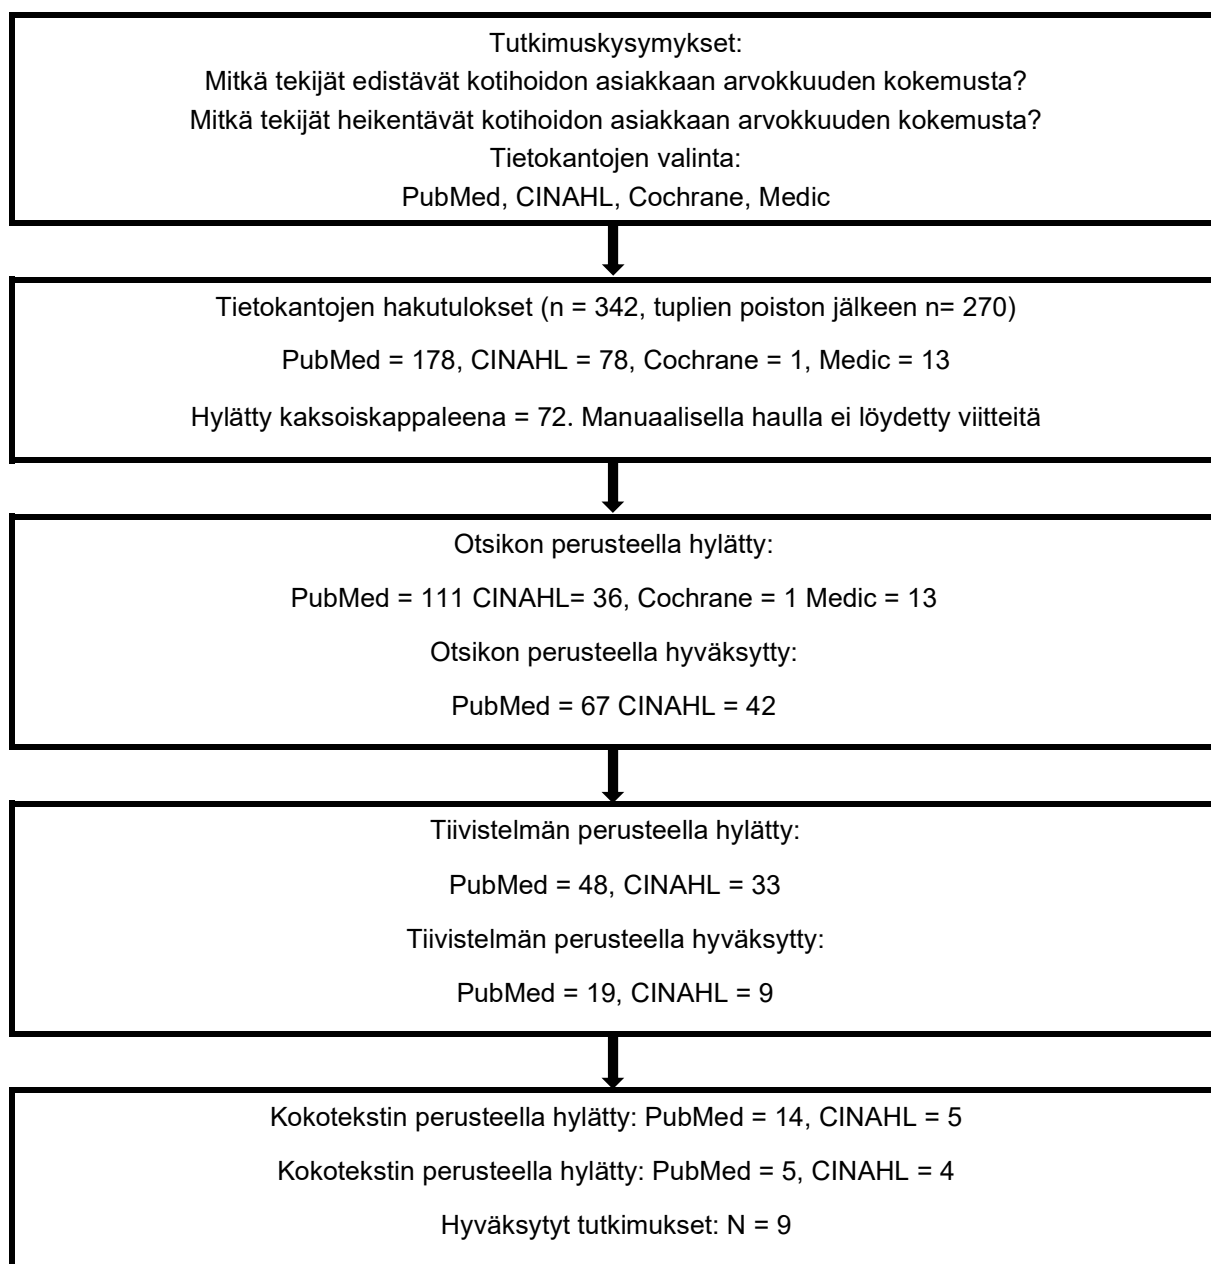 Tutkimuskysymykset:
Mitkä tekijät edistävät kotihoidon asiakkaan arvokkuuden kokemusta?
Mitkä tekijät heikentävät kotihoidon asiakkaan arvokkuuden kokemusta?
Tietokantojen valinta:
PubMed, CINAHL, Cochrane, Medic
Tietokantojen hakutulokset (n = 342, tuplien poiston jälkeen n= 270)
PubMed = 178, CINAHL = 78, Cochrane = 1, Medic = 13
Hylätty kaksoiskappaleena = 72. Manuaalisella haulla ei löydetty viitteitä
Otsikon perusteella hylätty:
PubMed = 111 CINAHL= 36, Cochrane = 1 Medic = 13
Otsikon perusteella hyväksytty:
PubMed = 67 CINAHL = 42
Tiivistelmän perusteella hylätty:
PubMed = 48, CINAHL = 33
Tiivistelmän perusteella hyväksytty:
PubMed = 19, CINAHL = 9
Kokotekstin perusteella hylätty: PubMed = 14, CINAHL = 5
Kokotekstin perusteella hylätty: PubMed = 5, CINAHL = 4
Hyväksytyt tutkimukset: N = 9